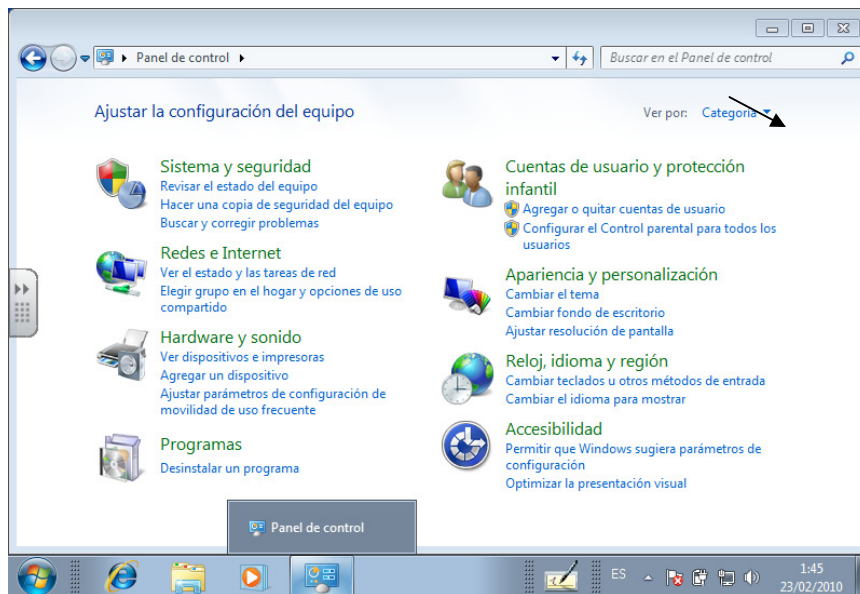 Panel de control
Buscar en el Panel de control
Ajustar la configuración del equipo
Ver por: Categoría
Sistema y seguridad
Revisar el estado del equipo
Hacer una copia de seguridad del equipo
Buscar y corregir problemas
Redes e Internet
Ver el estado y las tareas de red
Elegir grupo en el hogar y opciones de uso
compartido
Hardware y sonido
Ver dispositivos e impresoras
Agregar un dispositivo
Ajustar parámetros de configuración de
movilidad de uso frecuente
Programas
Desinstalar un programa
Cuentas de usuario y protección
infantil
Agregar o quitar cuentas de usuario
Configurar el Control parental para todos los
usuarios
Apariencia y personalización
Cambiar el tema
Cambiar fondo de escritorio
Ajustar resolución de pantalla
Reloj, idioma y región
Cambiar teclados u otros métodos de entrada
Cambiar el idioma para mostrar
Accesibilidad
Permitir que Windows sugiera parámetros de
configuración
Optimizar la presentación visual
Panel de control
ES
1:45
23/02/2010